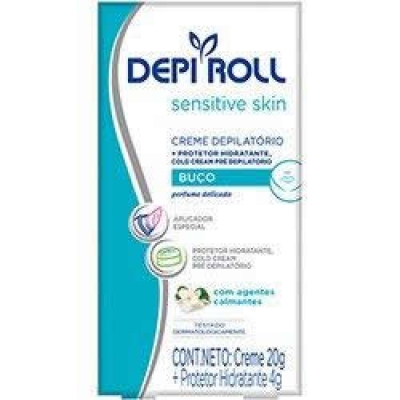 DEPI ROLL
sensitive skin
CREME DEPILATÓRIO
+ PROTETOR HIDRATANTE,
COLD CREAM PRÉ DEPILATÓRIO
BUÇO
perfume delicado
APLICADOR
ESPECIAL
PROTETOR HIDRATANTE,
COLD CREAM
PRÉ DEPILATÓRIO
com agentes
calmantes
TESTADO
DERMATOLOGICAMENTE
CONT.NETO: Creme 20g
+ Protetor Hidratante 4g